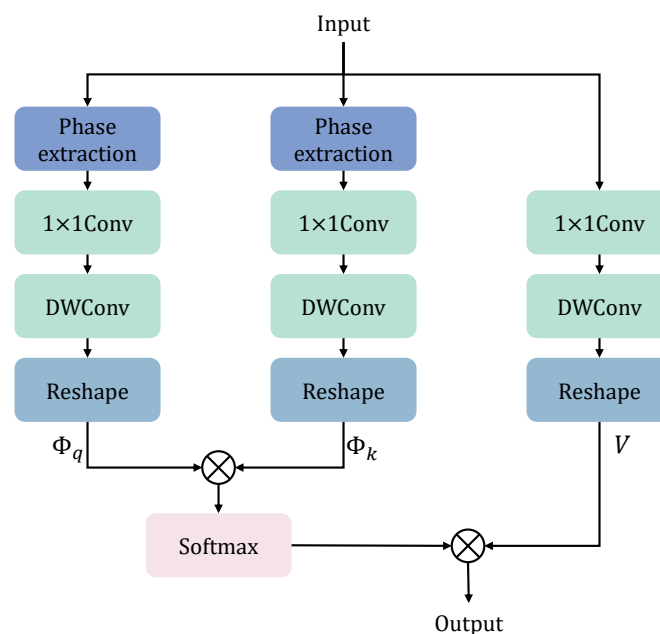 Input
Phase
extraction
Phase
extraction
1×1Conv
1×1Conv
1×1Conv
DWConv
DWConv
DWConv
Reshape
Reshape
Reshape
Φq
Φk
V
Softmax
Output